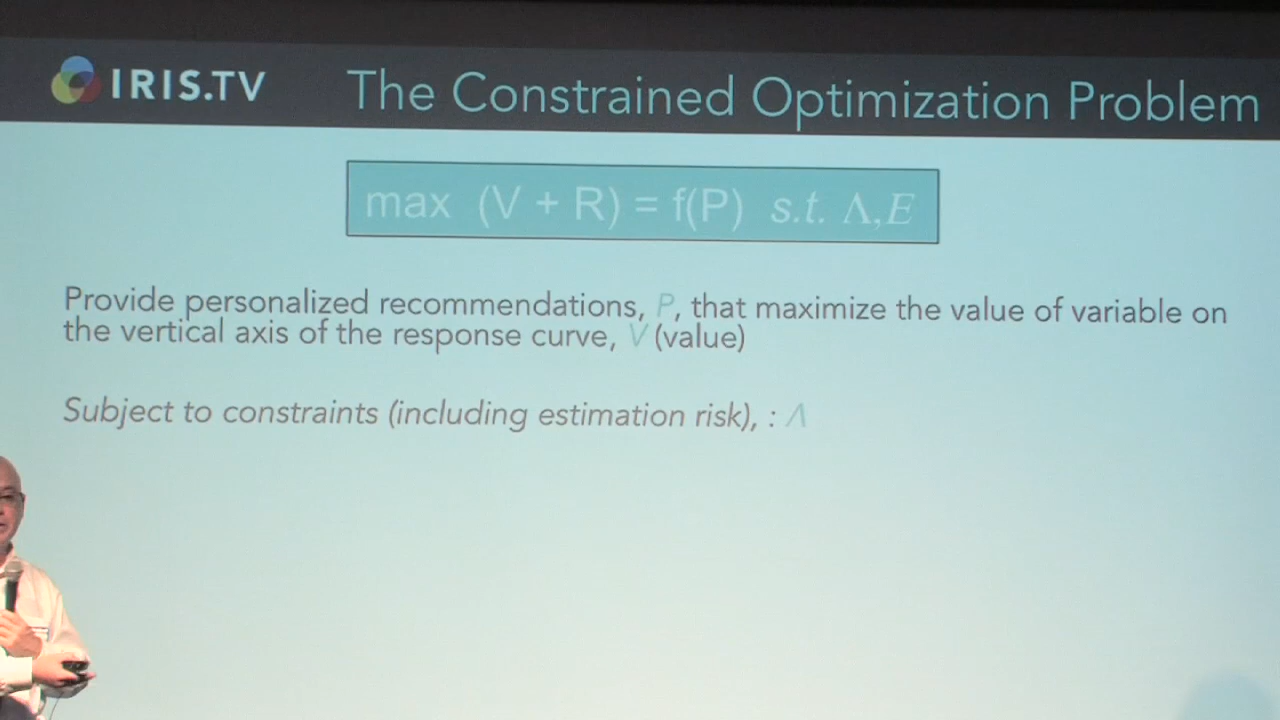 IRIS.TV The Constrained Optimization Problem
max (V + R) = f(P) s.t. Λ,E
Provide personalized recommendations, P, that maximize the value of variable on
the vertical axis of the response curve, V (value)
Subject to constraints (including estimation risk), : Λ